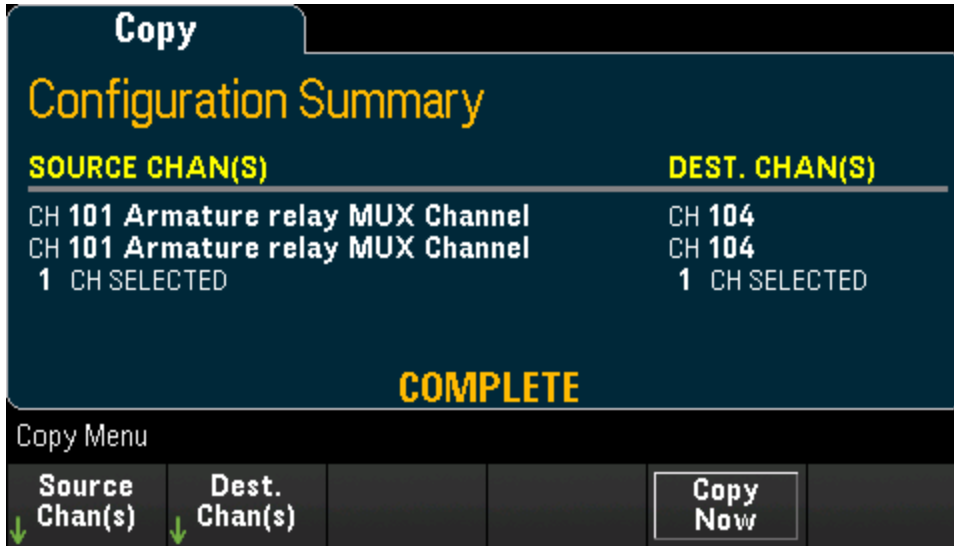 Copy
Configuration Summary
SOURCE CHAN(S) DEST. CHAN(S)
CH 101 Armature relay MUX Channel CH 104
CH 101 Armature relay MUX Channel CH 104
1 CH SELECTED 1 CH SELECTED
COMPLETE
Copy Menu
Source Dest. Copy
Chan(s) Chan(s) Now